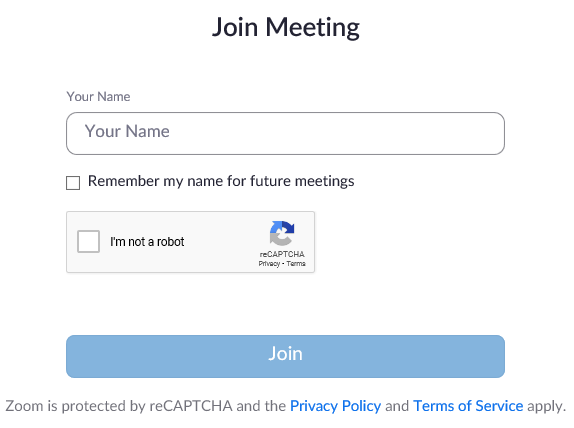 Join Meeting
Your Name
Your Name
Remember my name for future meetings
I'm not a robot
reCAPTCHA
Privacy - Terms
Join
Zoom is protected by reCAPTCHA and the Privacy Policy and Terms of Service apply.